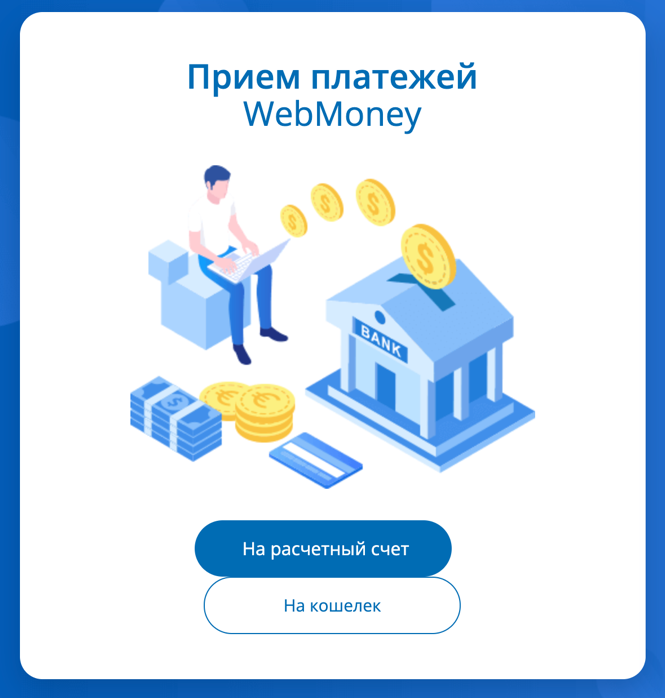 Прием платежей
WebMoney
BANK
На расчетный счет
На кошелек